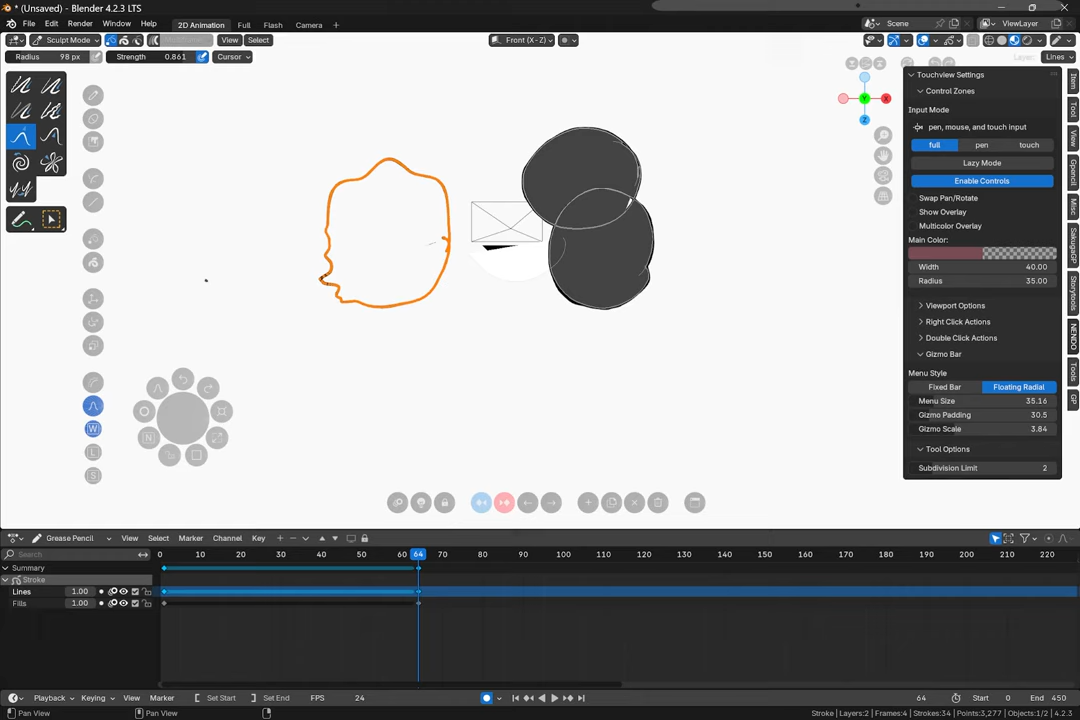 * (Unsaved) - Blender 4.2.3 LTS
File Edit Render Window Help 2D Animation Full Flash Camera + Scene ViewLayer
Sculpt Mode View Select Front (X-Z)
Radius 98 px Strength 0.861 Cursor Layer: Lines
X
Y
Z
Touchview Settings
Control Zones
Input Mode
pen, mouse, and touch input
full pen touch
Lazy Mode
Enable Controls
Swap Pan/Rotate
Show Overlay
Multicolor Overlay
Main Color:
Width 40.00
Radius 35.00
Viewport Options
Right Click Actions
Double Click Actions
Gizmo Bar
Menu Style
Fixed Bar Floating Radial
Menu Size 35.16
Gizmo Padding 30.5
Gizmo Scale 3.84
Tool Options
Subdivision Limit 2
Item
Tool
View
Gpencil
Misc
SakugaGP
Storytools
NENDO
Tools
GP
W
L
S
N
Grease Pencil View Select Marker Channel Key
Search 0 10 20 30 40 50 60 64 70 80 90 100 110 120 130 140 150 160 170 180 190 200 210 220
Summary
Stroke
Lines 1.00
Fills 1.00
Playback Keying View Marker Set Start Set End FPS 24 64 Start 0 End 450
Pan View Pan View Stroke | Layers:2 | Frames:4 | Strokes:34 | Points:3,277 | Objects:1/2 | 4.2.3